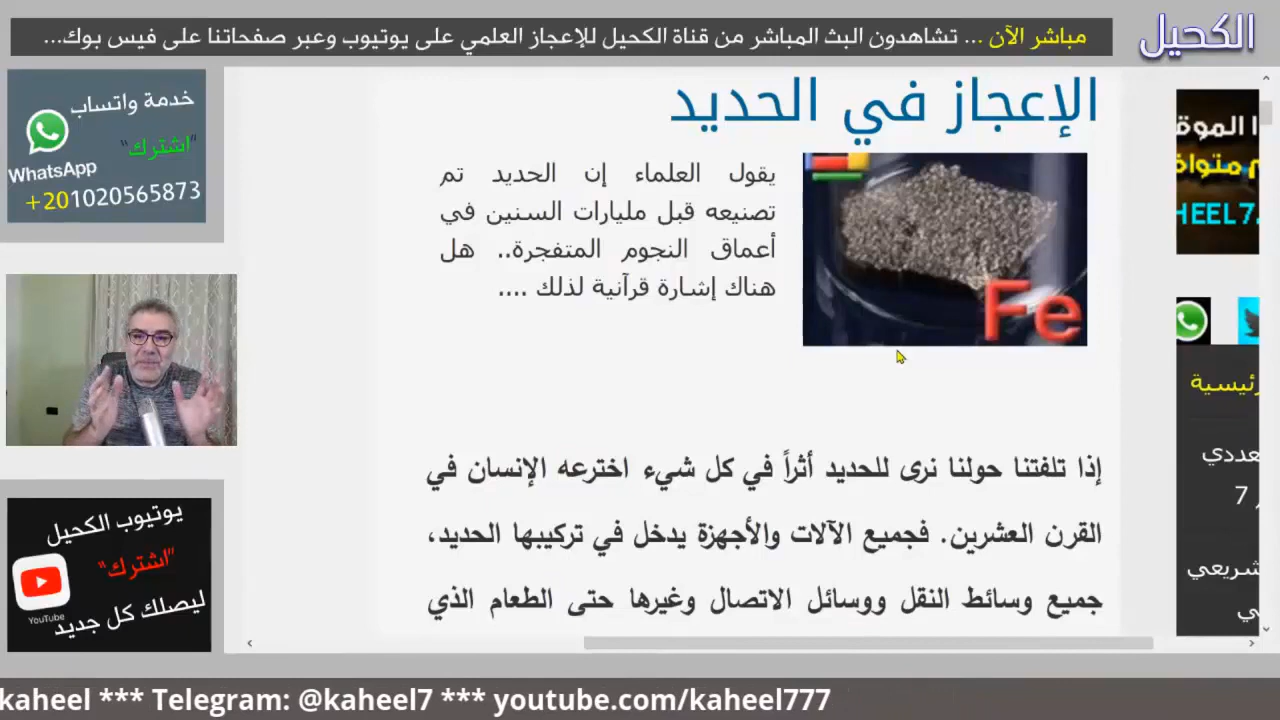 الكحيل
مباشر الآن ... تشاهدون البث المباشر من قناة الكحيل للإعجاز العلمي على يوتيوب وعبر صفحاتنا على فيس بوك...
خدمة واتساب
"اشترك"
WhatsApp
+201020565873
الإعجاز في الحديد
يقول العلماء إن الحديد تم
تصنيعه قبل مليارات السنين في
أعماق النجوم المتفجرة.. هل
هناك إشارة قرآنية لذلك ....
Fe
إذا تلفتنا حولنا نرى للحديد أثراً في كل شيء اخترعه الإنسان في
القرن العشرين. فجميع الآلات والأجهزة يدخل في تركيبها الحديد،
جميع وسائط النقل ووسائل الاتصال وغيرها حتى الطعام الذي
7
يوتيوب الكحيل
"اشترك"
YouTube
ليصلك كل جديد
kaheel *** Telegram: @kaheel7 *** youtube.com/kaheel777